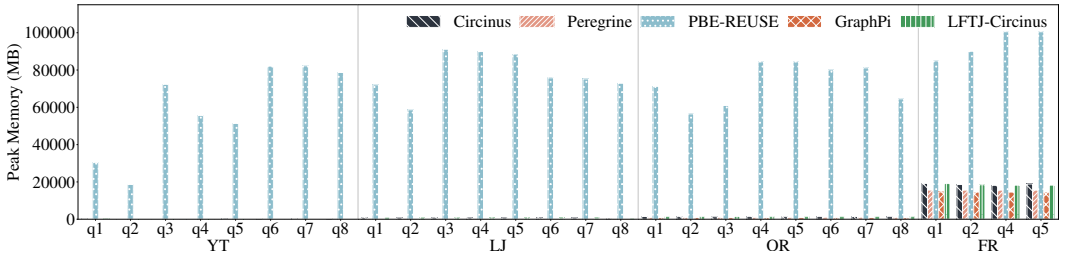 Circinus Peregrine PBE-REUSE GraphPi LFTJ-Circinus
Peak Memory (MB)
100000
80000
60000
40000
20000
0
q1 q2 q3 q4 q5 q6 q7 q8 q1 q2 q3 q4 q5 q6 q7 q8 q1 q2 q3 q4 q5 q6 q7 q8 q1 q2 q4 q5
YT LJ OR FR